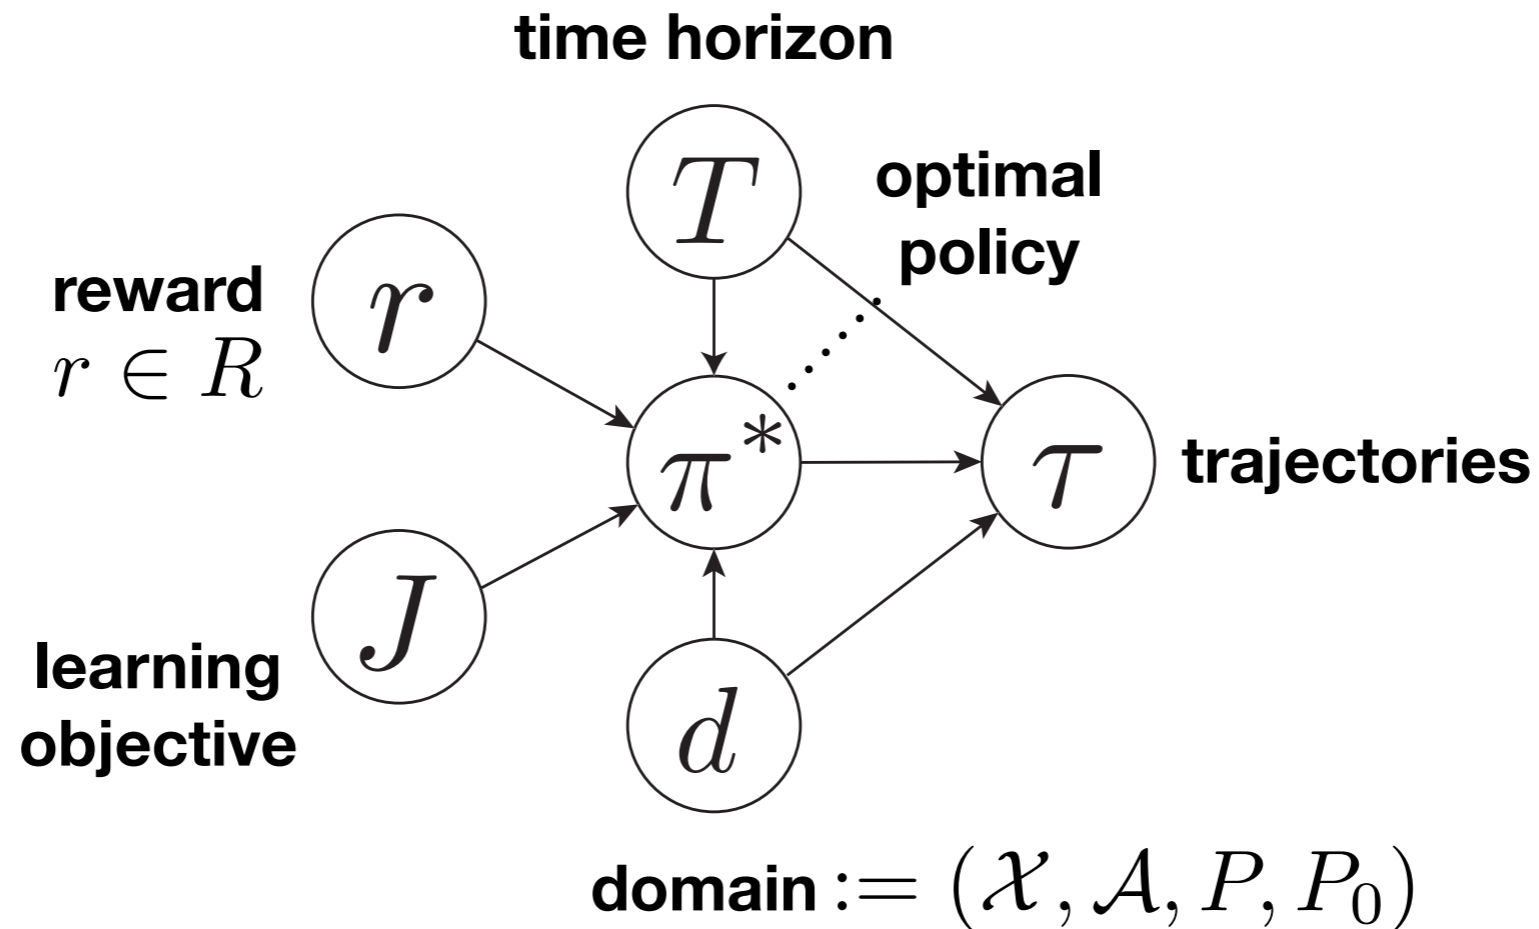 time horizon
T
optimal
policy
reward
r ∈ R
r
π*
τ
trajectories
J
learning
objective
d
domain := (𝒳, 𝒜, P, P₀)